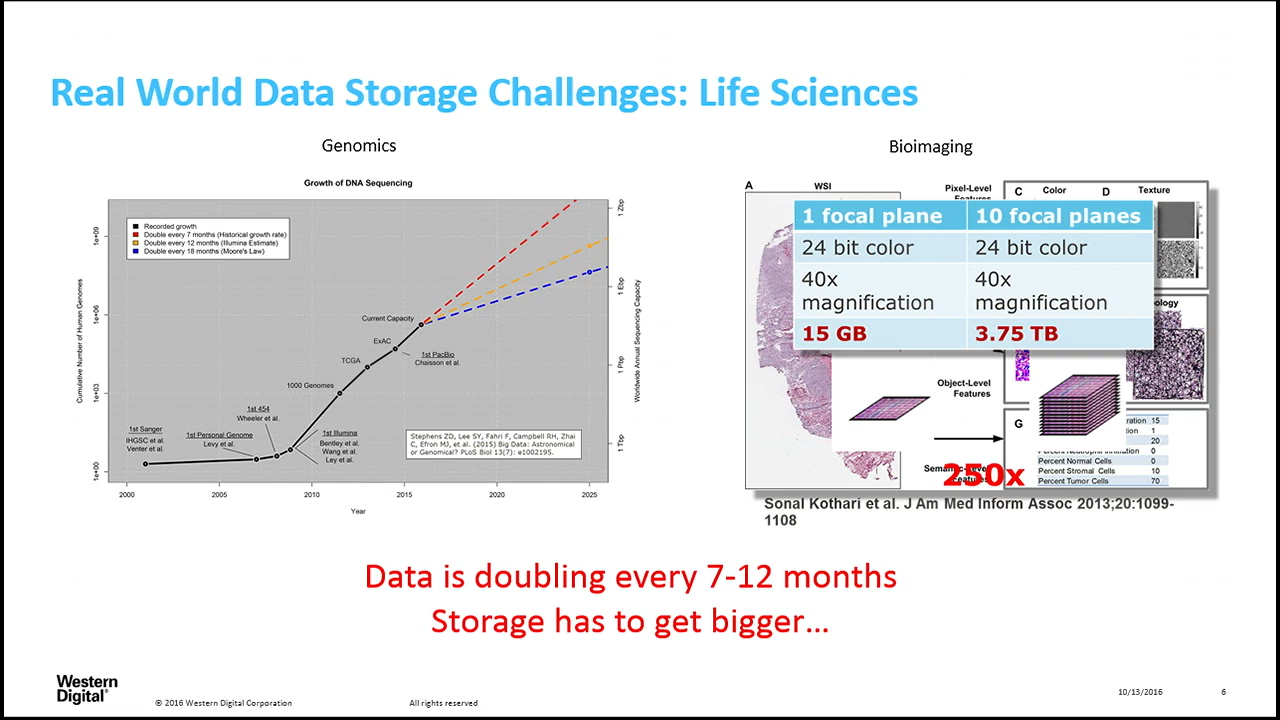 Real World Data Storage Challenges: Life Sciences
Genomics
Growth of DNA Sequencing
Recorded growth
Double every 7 months (Historical growth rate)
Double every 12 months (Illumina Estimate)
Double every 18 months (Moore's Law)
Cumulative Number of Human Genomes
1e+09
1e+06
1e+03
1e+00
Worldwide Annual Sequencing Capacity
1 Zbp
1 Ebp
1 Pbp
1 Tbp
Current Capacity
ExAC
TCGA
1st PacBio
Chaisson et al.
1000 Genomes
1st 454
Wheeler et al.
1st Sanger
IHGSC et al.
Venter et al.
1st Personal Genome
Levy et al.
1st Illumina
Bentley et al.
Wang et al.
Ley et al.
Stephens ZD, Lee SY, Fahri F, Campbell RH, Zhai
C, Efron MJ, et al. (2015) Big Data: Astronomical
or Genomical? PLoS Biol 13(7): e1002195.
2000 2005 2010 2015 2020 2025
Year
Bioimaging
A WSI
Pixel-Level
Features
C Color D Texture
1 focal plane 10 focal planes
24 bit color 24 bit color
40x
magnification
40x
magnification
15 GB 3.75 TB
Object-Level
Features
G
15
1
20
0
Percent Normal Cells 0
Percent Stromal Cells 10
Percent Tumor Cells 70
250x
Sonal Kothari et al. J Am Med Inform Assoc 2013;20:1099-
1108
Data is doubling every 7-12 months
Storage has to get bigger…
Western
Digital®
© 2016 Western Digital Corporation All rights reserved
10/13/2016 6